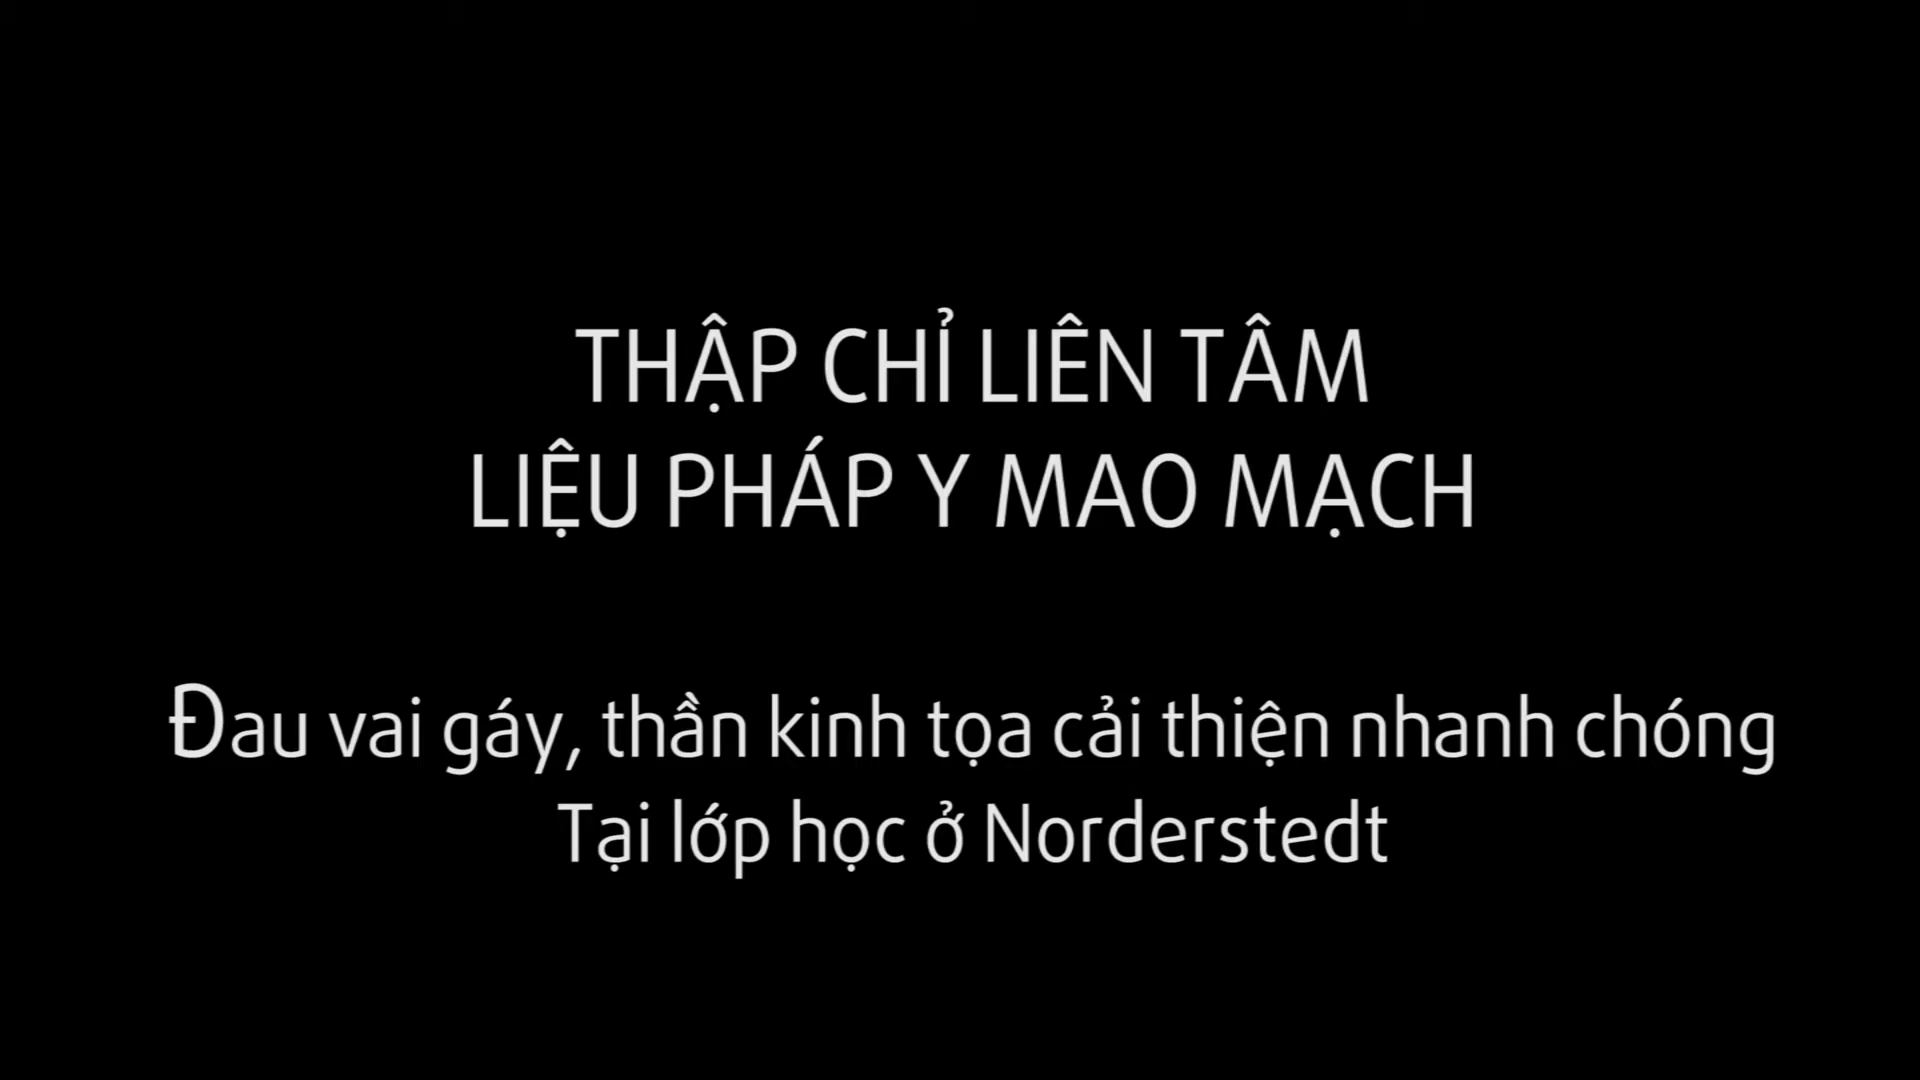 THẬP CHỈ LIÊN TÂM
LIỆU PHÁP Y MAO MẠCH
Đau vai gáy, thần kinh tọa cải thiện nhanh chóng
Tại lớp học ở Norderstedt